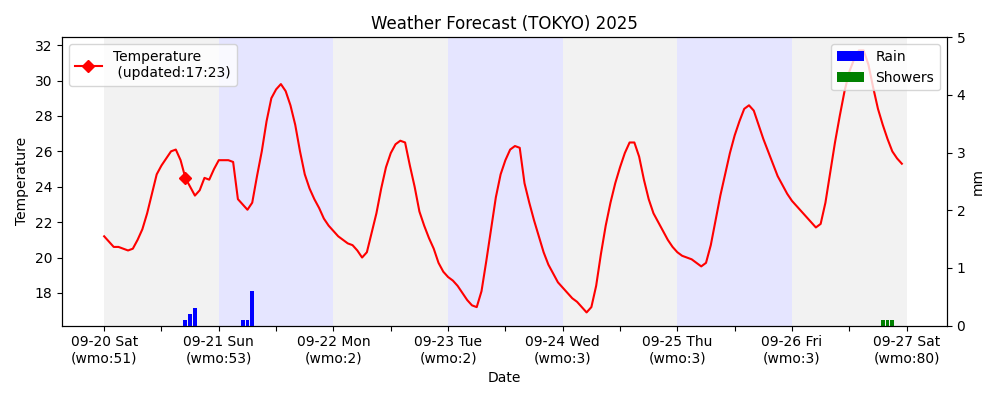 Weather Forecast (TOKYO) 2025
Temperature
(updated:17:23)
Rain
Showers
Temperature
32
30
28
26
24
22
20
18
5
4
3
2
1
0
mm
09-20 Sat 09-21 Sun 09-22 Mon 09-23 Tue 09-24 Wed 09-25 Thu 09-26 Fri 09-27 Sat
(wmo:51) (wmo:53) (wmo:2) (wmo:2) (wmo:3) (wmo:3) (wmo:3) (wmo:80)
Date